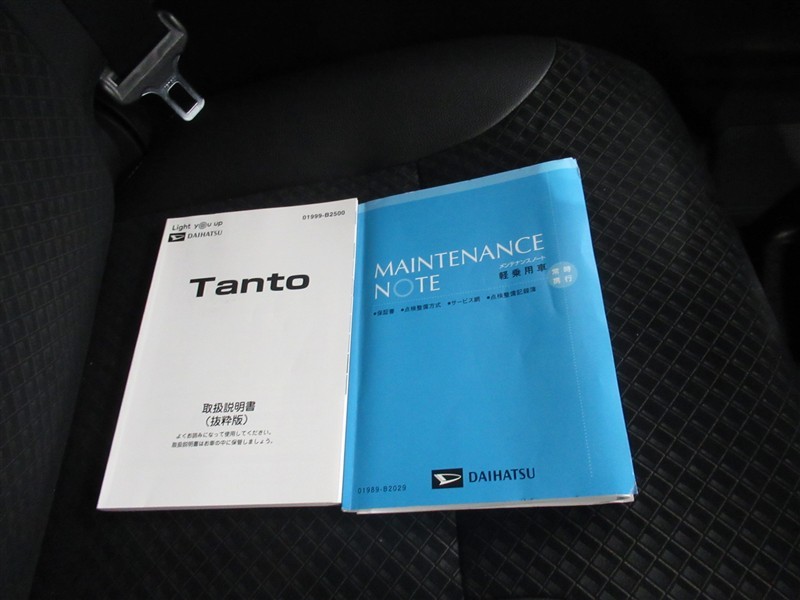 Light you up
DAIHATSU
01999-B2500
Tanto
取扱説明書
(抜粋版)
よくお読みになって使用してください。
取扱説明書はお車の中に保管しましょう。
MAINTENANCE
NOTE
メンテナンスノート
軽乗用車
常時
携行
●保証書 ●点検整備方式 ●サービス網 ●点検整備記録簿
01989-B2029
DAIHATSU